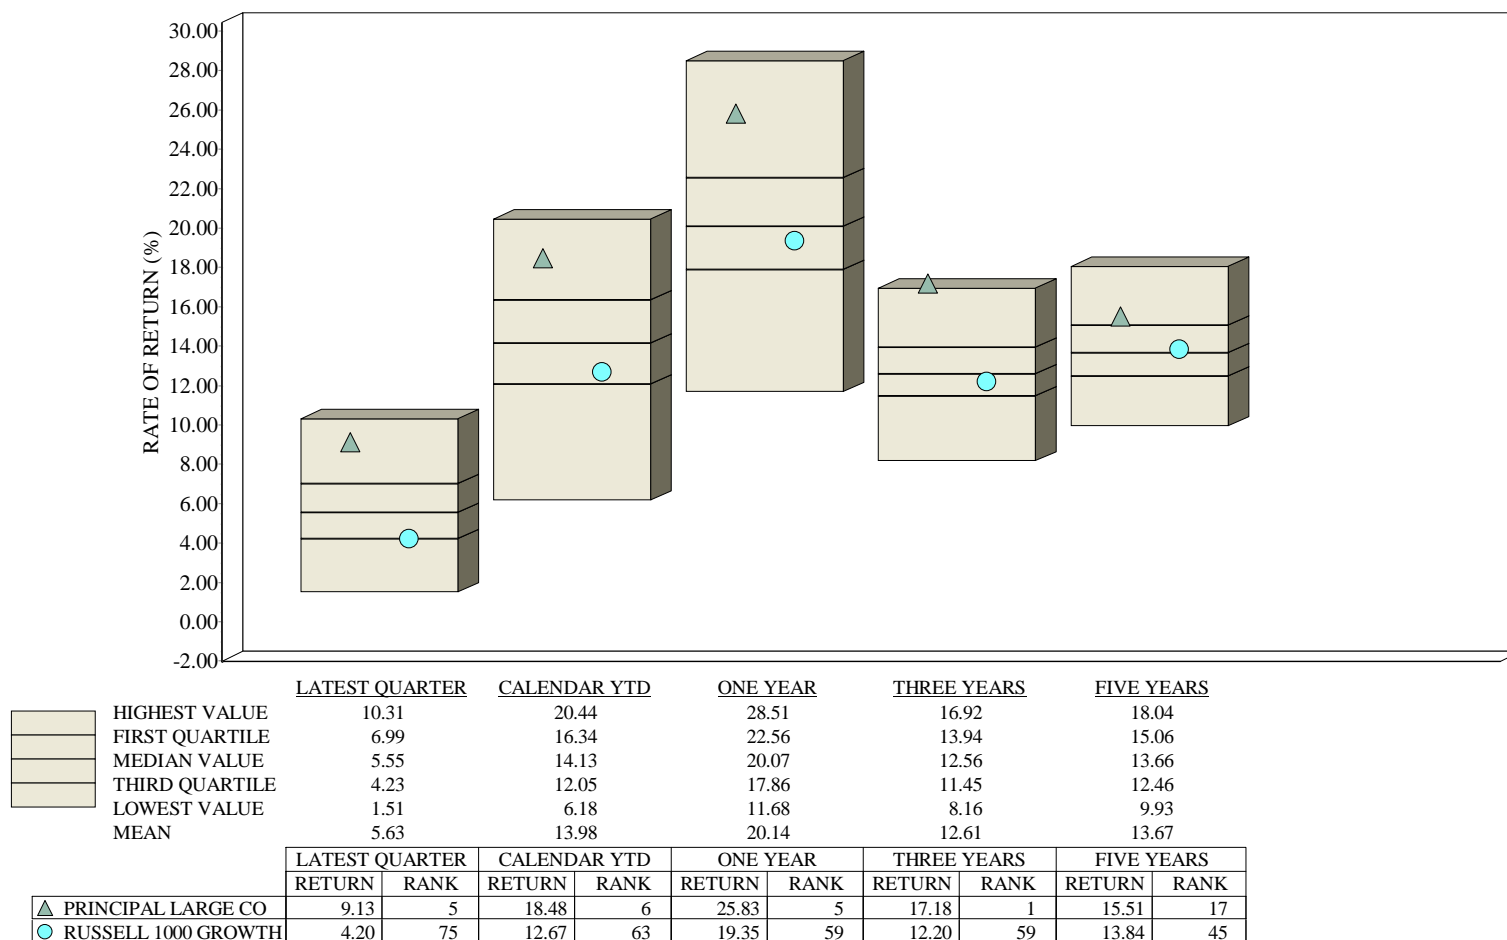 30.00
28.00
26.00
24.00
22.00
20.00
18.00
16.00
14.00
12.00
10.00
8.00
6.00
4.00
2.00
0.00
-2.00
RATE OF RETURN (%)
LATEST QUARTER CALENDAR YTD ONE YEAR THREE YEARS FIVE YEARS
HIGHEST VALUE 10.31 20.44 28.51 16.92 18.04
FIRST QUARTILE 6.99 16.34 22.56 13.94 15.06
MEDIAN VALUE 5.55 14.13 20.07 12.56 13.66
THIRD QUARTILE 4.23 12.05 17.86 11.45 12.46
LOWEST VALUE 1.51 6.18 11.68 8.16 9.93
MEAN 5.63 13.98 20.14 12.61 13.67
LATEST QUARTER CALENDAR YTD ONE YEAR THREE YEARS FIVE YEARS
RETURN RANK RETURN RANK RETURN RANK RETURN RANK RETURN RANK
PRINCIPAL LARGE CO 9.13 5 18.48 6 25.83 5 17.18 1 15.51 17
RUSSELL 1000 GROWTH 4.20 75 12.67 63 19.35 59 12.20 59 13.84 45